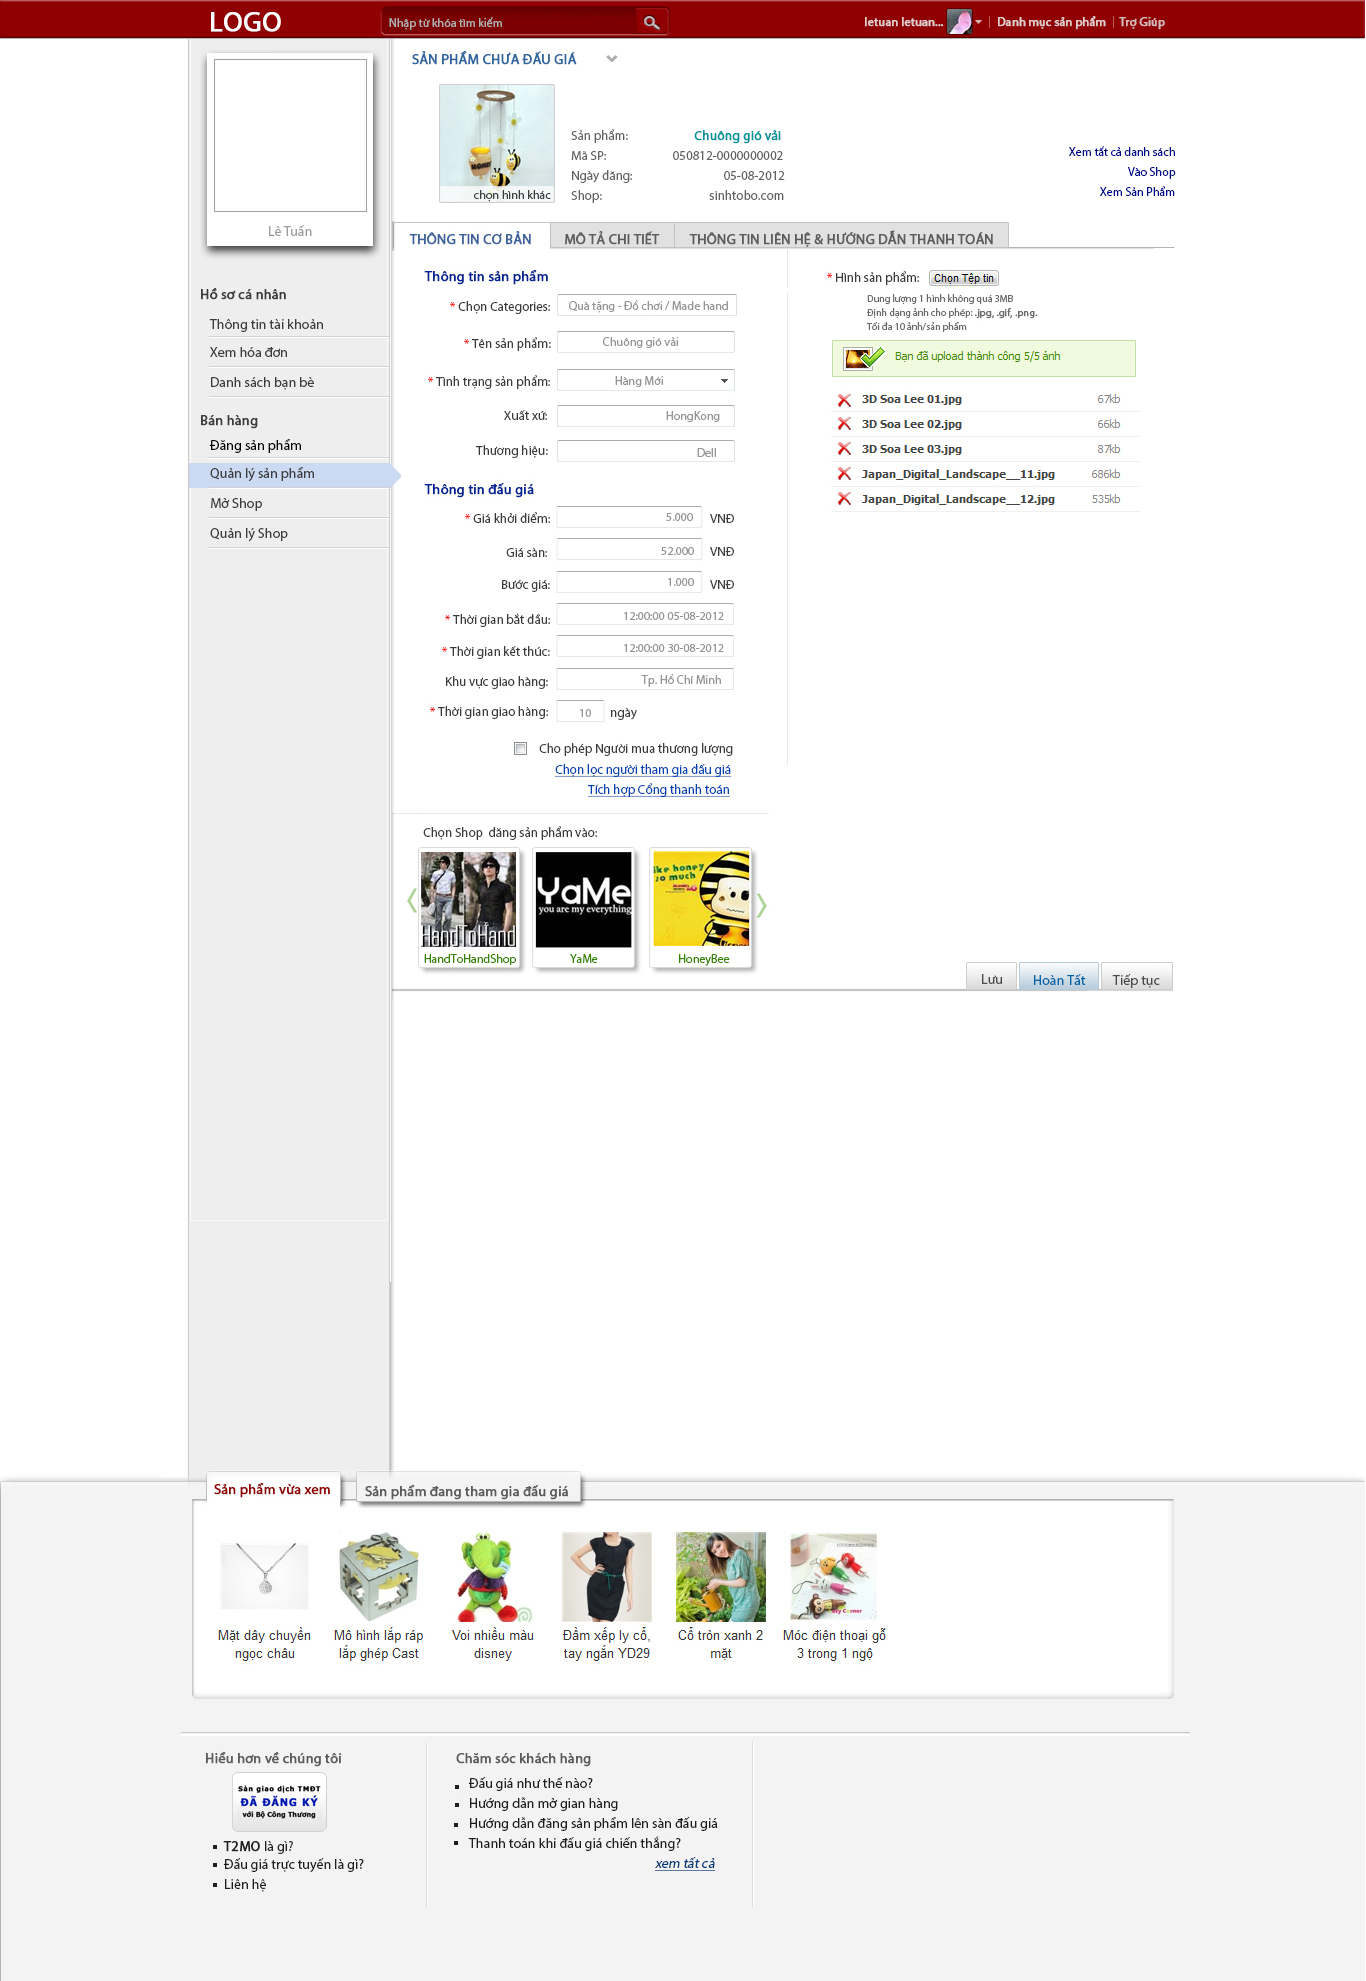 LOGO
Nhập từ khóa tìm kiếm
letuan letuan...
Danh mục sản phẩm
Trợ Giúp
Lê Tuấn
Hồ sơ cá nhân
Thông tin tài khoản
Xem hóa đơn
Danh sách bạn bè
Bán hàng
Đăng sản phẩm
Quản lý sản phẩm
Mở Shop
Quản lý Shop
SẢN PHẨM CHƯA ĐẤU GIÁ
chọn hình khác
Sản phẩm: Chuông gió vải
Mã SP: 050812-0000000002
Ngày đăng: 05-08-2012
Shop: sinhtobo.com
Xem tất cả danh sách
Vào Shop
Xem Sản Phẩm
THÔNG TIN CƠ BẢN
MÔ TẢ CHI TIẾT
THÔNG TIN LIÊN HỆ & HƯỚNG DẪN THANH TOÁN
Thông tin sản phẩm
* Chọn Categories: Quà tặng - Đồ chơi / Made hand
* Tên sản phẩm: Chuông gió vải
* Tình trạng sản phẩm: Hàng Mới
Xuất xứ: HongKong
Thương hiệu: Dell
Thông tin đấu giá
* Giá khởi điểm: 5.000 VNĐ
Giá sàn: 52.000 VNĐ
Bước giá: 1.000 VNĐ
* Thời gian bắt đầu: 12:00:00 05-08-2012
* Thời gian kết thúc: 12:00:00 30-08-2012
Khu vực giao hàng: Tp. Hồ Chí Minh
* Thời gian giao hàng: 10 ngày
Cho phép Người mua thương lượng
Chọn lọc người tham gia đấu giá
Tích hợp Cổng thanh toán
* Hình sản phẩm: Chọn Tệp tin
Dung lượng 1 hình không quá 3MB
Định dạng ảnh cho phép: .jpg, .gif, .png.
Tối đa 10 ảnh/sản phẩm
Bạn đã upload thành công 5/5 ảnh
3D Soa Lee 01.jpg 67kb
3D Soa Lee 02.jpg 66kb
3D Soa Lee 03.jpg 87kb
Japan_Digital_Landscape__11.jpg 686kb
Japan_Digital_Landscape__12.jpg 535kb
Chọn Shop đăng sản phẩm vào:
HandToHand
HandToHandShop
YaMe
you are my everything
YaMe
ike honey
so much
HoneyBee
Lưu
Hoàn Tất
Tiếp tục
Sản phẩm vừa xem
Sản phẩm đang tham gia đấu giá
Mặt dây chuyền
ngọc châu
Mô hình lắp ráp
lắp ghép Cast
Voi nhiều màu
disney
Đầm xếp ly cổ,
tay ngắn YD29
Cổ tròn xanh 2
mặt
Móc điện thoại gỗ
3 trong 1 ngộ
Hiểu hơn về chúng tôi
Sàn giao dịch TMĐT
ĐÃ ĐĂNG KÝ
với Bộ Công Thương
T2MO là gì?
Đấu giá trực tuyến là gì?
Liên hệ
Chăm sóc khách hàng
Đấu giá như thế nào?
Hướng dẫn mở gian hàng
Hướng dẫn đăng sản phẩm lên sàn đấu giá
Thanh toán khi đấu giá chiến thắng?
xem tất cả